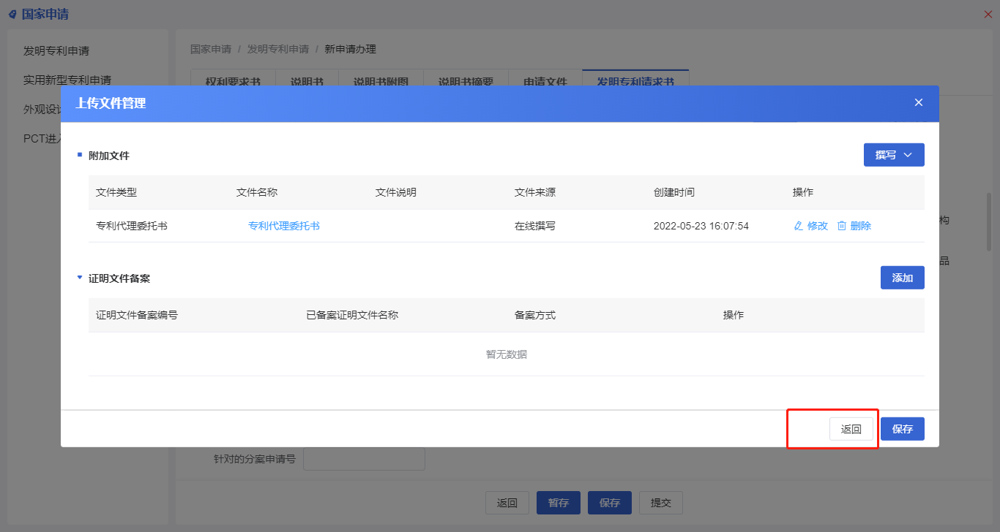 国家申请
发明专利申请
实用新型专利申请
外观设计
PCT进入
国家申请 / 发明专利申请 / 新申请办理
权利要求书 说明书 说明书附图 说明书摘要 申请文件 发明专利请求书
上传文件管理
附加文件
撰写
文件类型 文件名称 文件说明 文件来源 创建时间 操作
专利代理委托书 专利代理委托书 在线撰写 2022-05-23 16:07:54 修改 删除
构
品
证明文件备案
添加
证明文件备案编号 已备案证明文件名称 备案方式 操作
暂无数据
返回 保存
针对的分案申请号
返回 暂存 保存 提交